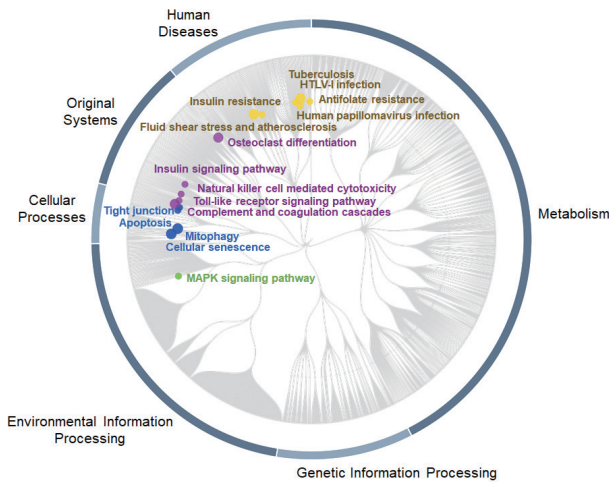 Human
Diseases
Tuberculosis
HTLV-I infection
Insulin resistance
Antifolate resistance
Human papillomavirus infection
Original
Systems
Fluid shear stress and atherosclerosis
Osteoclast differentiation
Insulin signaling pathway
Natural killer cell mediated cytotoxicity
Cellular
Processes
Toll-like receptor signaling pathway
Tight junction
Complement and coagulation cascades
Metabolism
Apoptosis
Mitophagy
Cellular senescence
MAPK signaling pathway
Environmental Information
Processing
Genetic Information Processing